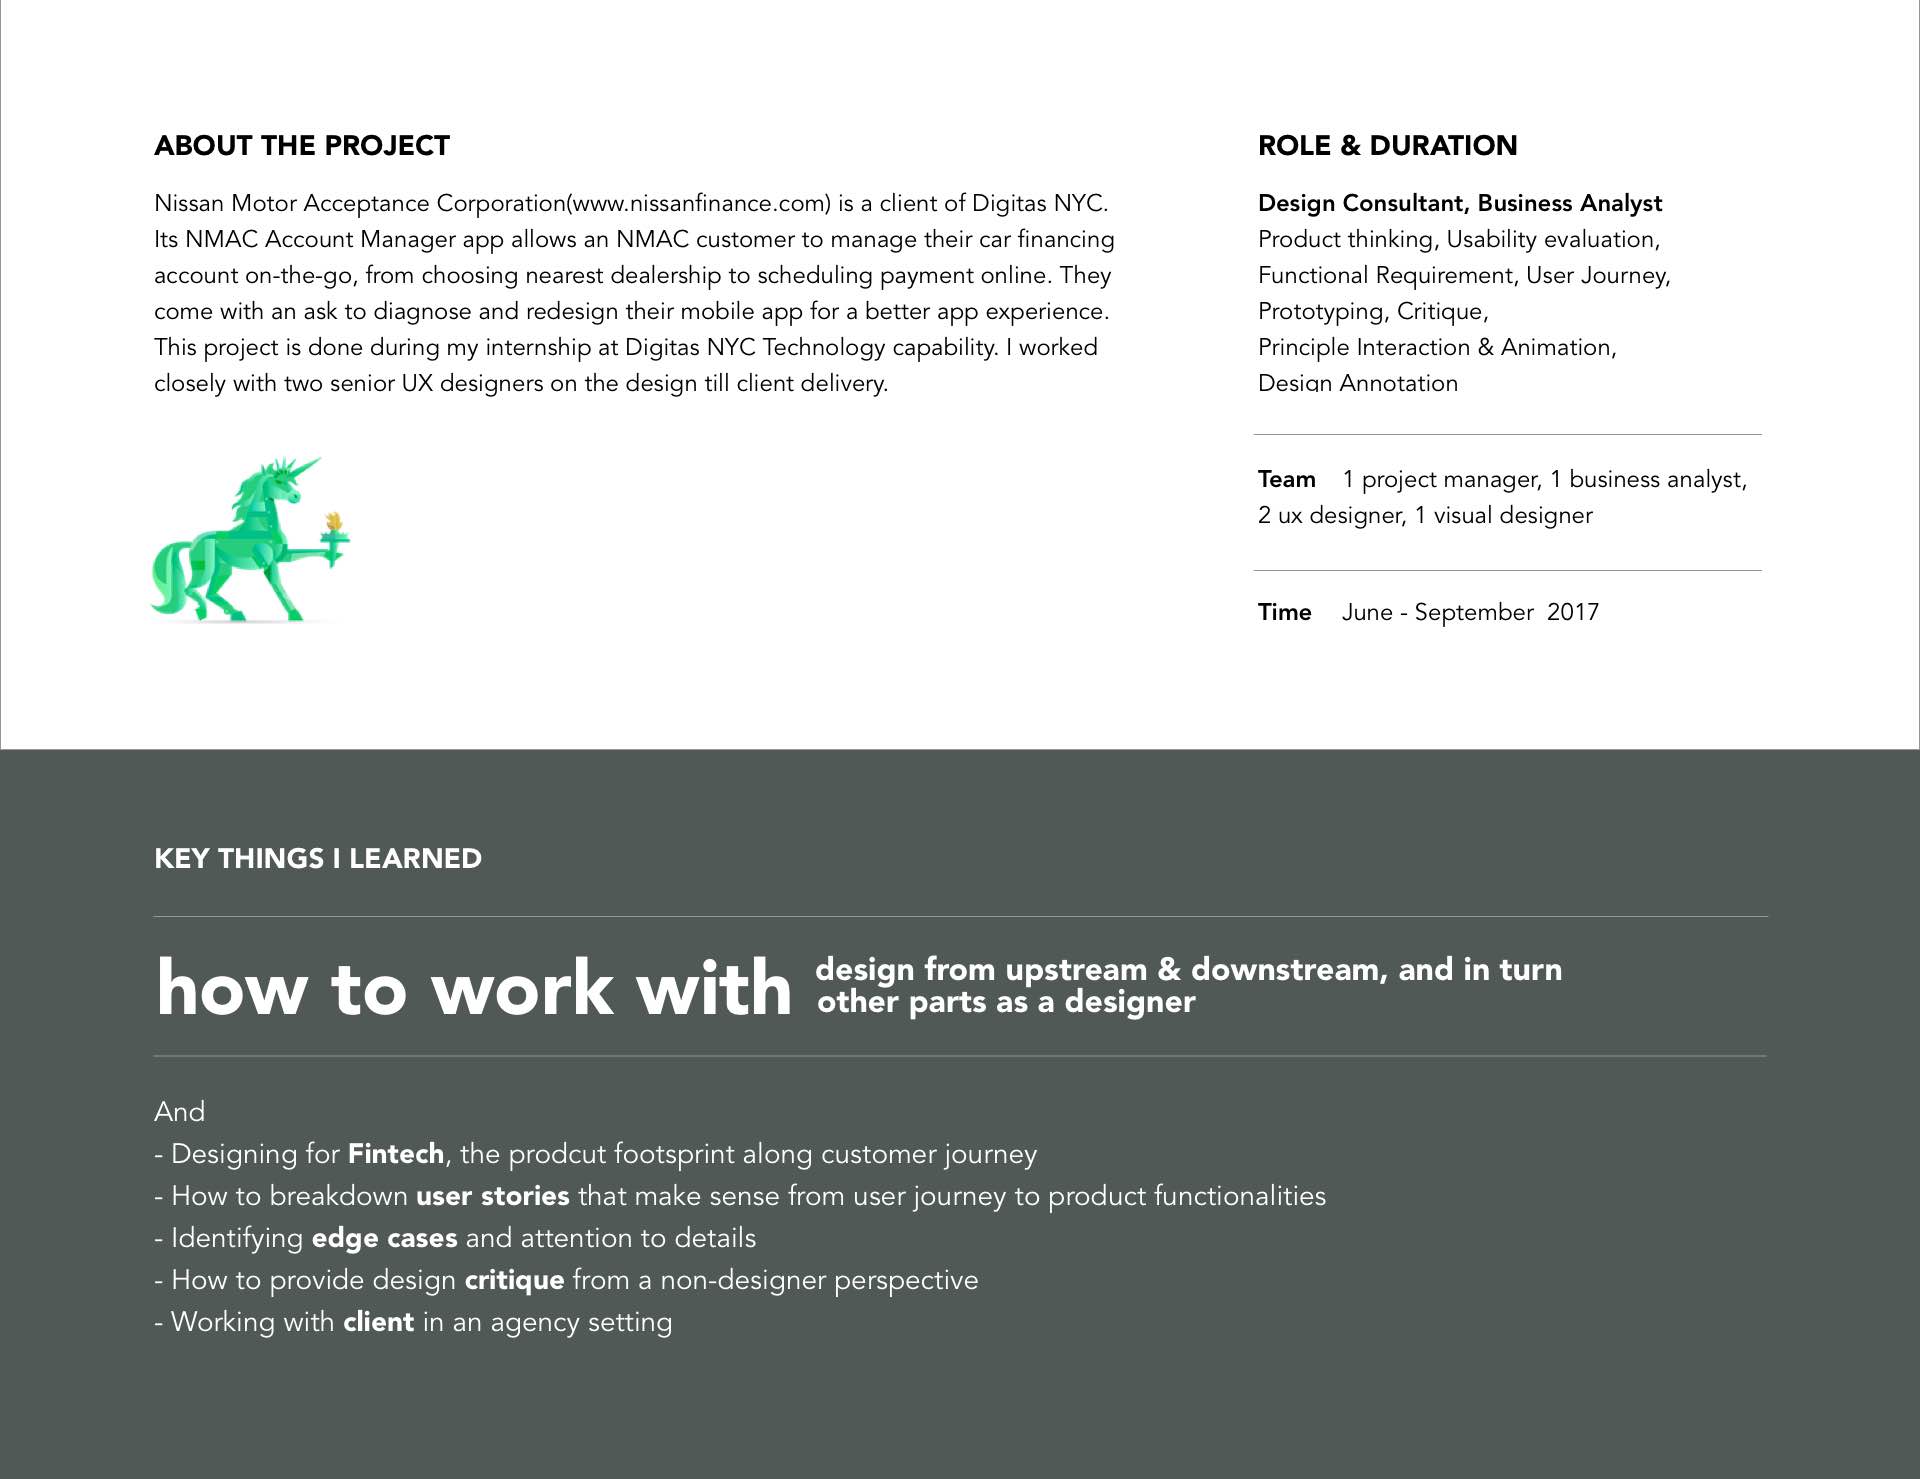 ABOUT THE PROJECT
Nissan Motor Acceptance Corporation(www.nissanfinance.com) is a client of Digitas NYC.
Its NMAC Account Manager app allows an NMAC customer to manage their car financing
account on-the-go, from choosing nearest dealership to scheduling payment online. They
come with an ask to diagnose and redesign their mobile app for a better app experience.
This project is done during my internship at Digitas NYC Technology capability. I worked
closely with two senior UX designers on the design till client delivery.
ROLE & DURATION
Design Consultant, Business Analyst
Product thinking, Usability evaluation,
Functional Requirement, User Journey,
Prototyping, Critique,
Principle Interaction & Animation,
Design Annotation
Team 1 project manager, 1 business analyst,
2 ux designer, 1 visual designer
Time June - September 2017
KEY THINGS I LEARNED
how to work with
design from upstream & downstream, and in turn
other parts as a designer
And
- Designing for Fintech, the prodcut footsprint along customer journey
- How to breakdown user stories that make sense from user journey to product functionalities
- Identifying edge cases and attention to details
- How to provide design critique from a non-designer perspective
- Working with client in an agency setting